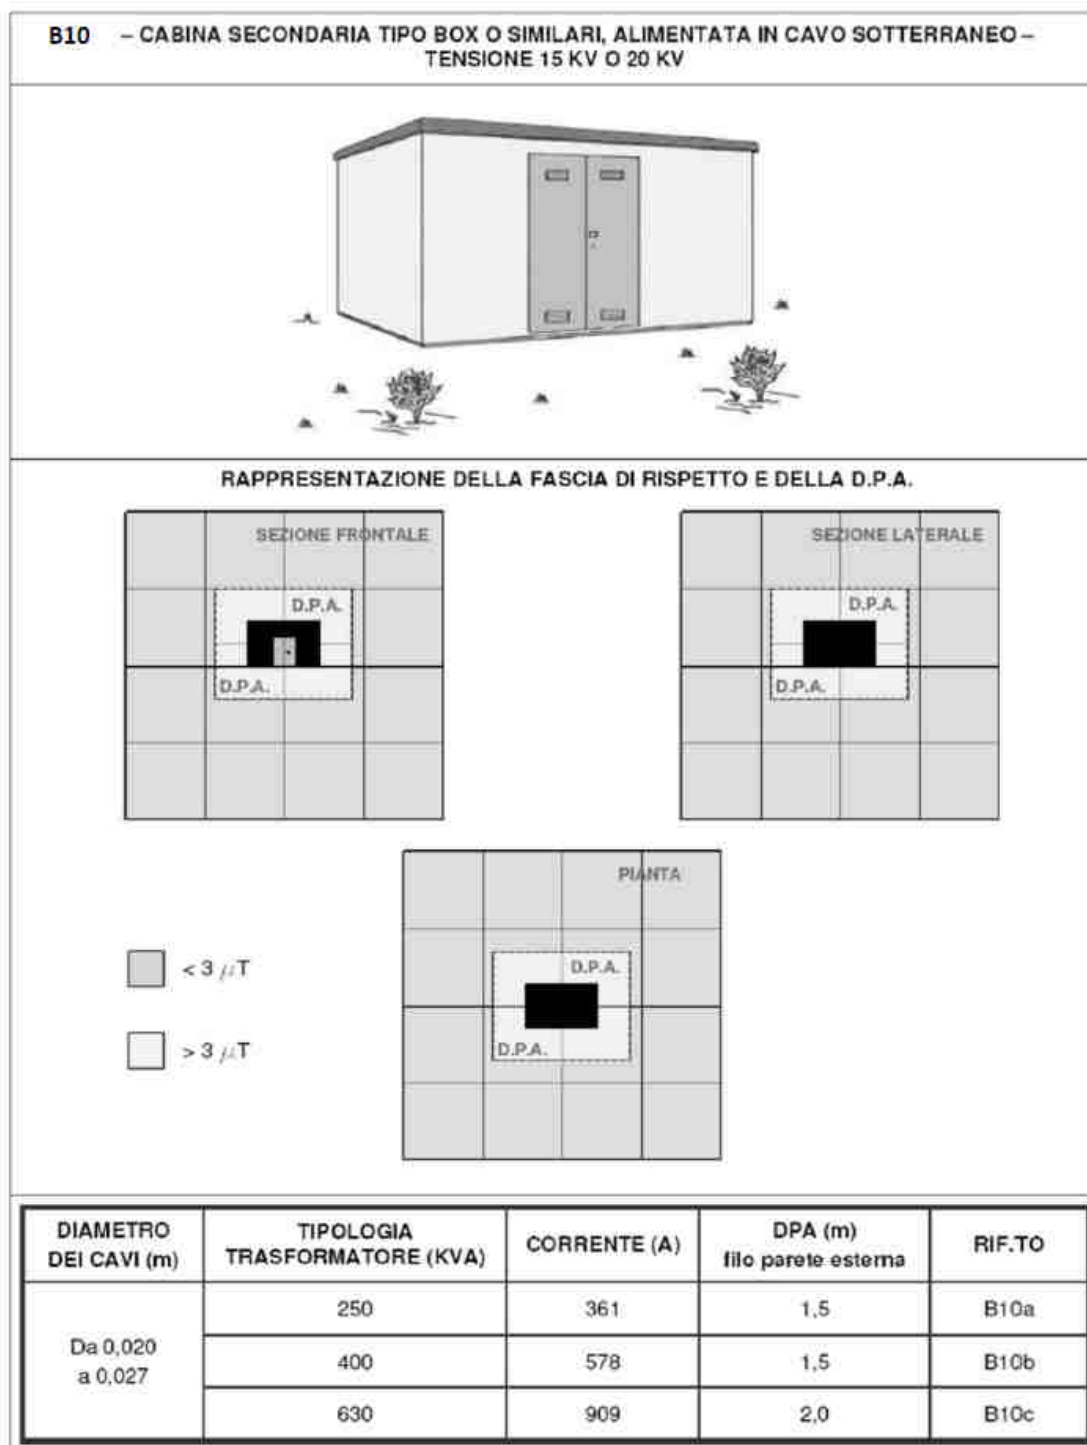 B10 – CABINA SECONDARIA TIPO BOX O SIMILARI, ALIMENTATA IN CAVO SOTTERRANEO –
TENSIONE 15 KV O 20 KV
RAPPRESENTAZIONE DELLA FASCIA DI RISPETTO E DELLA D.P.A.
SEZIONE FRONTALE
D.P.A.
D.P.A.
SEZIONE LATERALE
D.P.A.
D.P.A.
PIANTA
D.P.A.
D.P.A.
< 3 μT
> 3 μT
DIAMETRO
DEI CAVI (m)
TIPOLOGIA
TRASFORMATORE (KVA)
CORRENTE (A)
DPA (m)
filo parete esterna
RIF.TO
Da 0,020
a 0,027
250 361 1,5 B10a
400 578 1,5 B10b
630 909 2,0 B10c